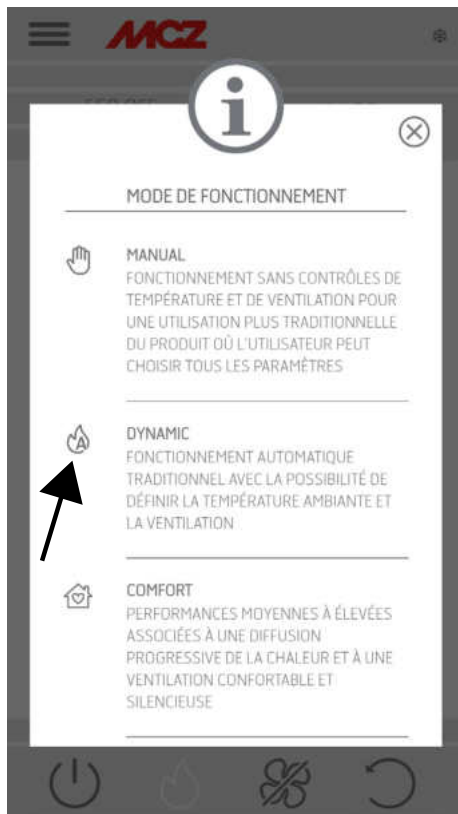 MCZ
i
MODE DE FONCTIONNEMENT
MANUAL
FONCTIONNEMENT SANS CONTRÔLES DE
TEMPÉRATURE ET DE VENTILATION POUR
UNE UTILISATION PLUS TRADITIONNELLE
DU PRODUIT OÙ L'UTILISATEUR PEUT
CHOISIR TOUS LES PARAMÈTRES
A
DYNAMIC
FONCTIONNEMENT AUTOMATIQUE
TRADITIONNEL AVEC LA POSSIBILITÉ DE
DÉFINIR LA TEMPÉRATURE AMBIANTE ET
LA VENTILATION
COMFORT
PERFORMANCES MOYENNES À ÉLEVÉES
ASSOCIÉES À UNE DIFFUSION
PROGRESSIVE DE LA CHALEUR ET À UNE
VENTILATION CONFORTABLE ET
SILENCIEUSE